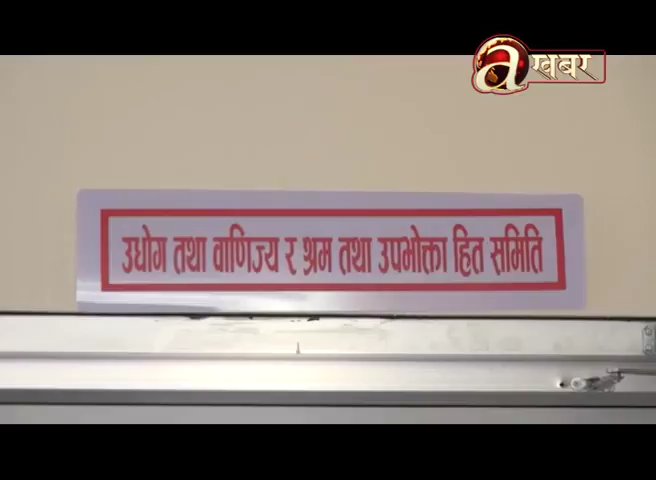 a खबर
उधोग तथा वाणिज्य र श्रम तथा उपभोक्ता हित समिति